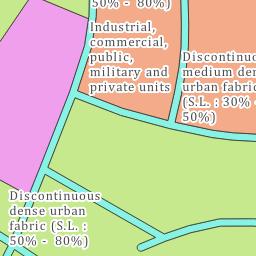 50% - 80%)
Industrial,
commercial,
public,
military and
private units
Discontinuou
medium den
urban fabric
(S.L. : 30% -
50%)
Discontinuous
dense urban
fabric (S.L. :
50% - 80%)